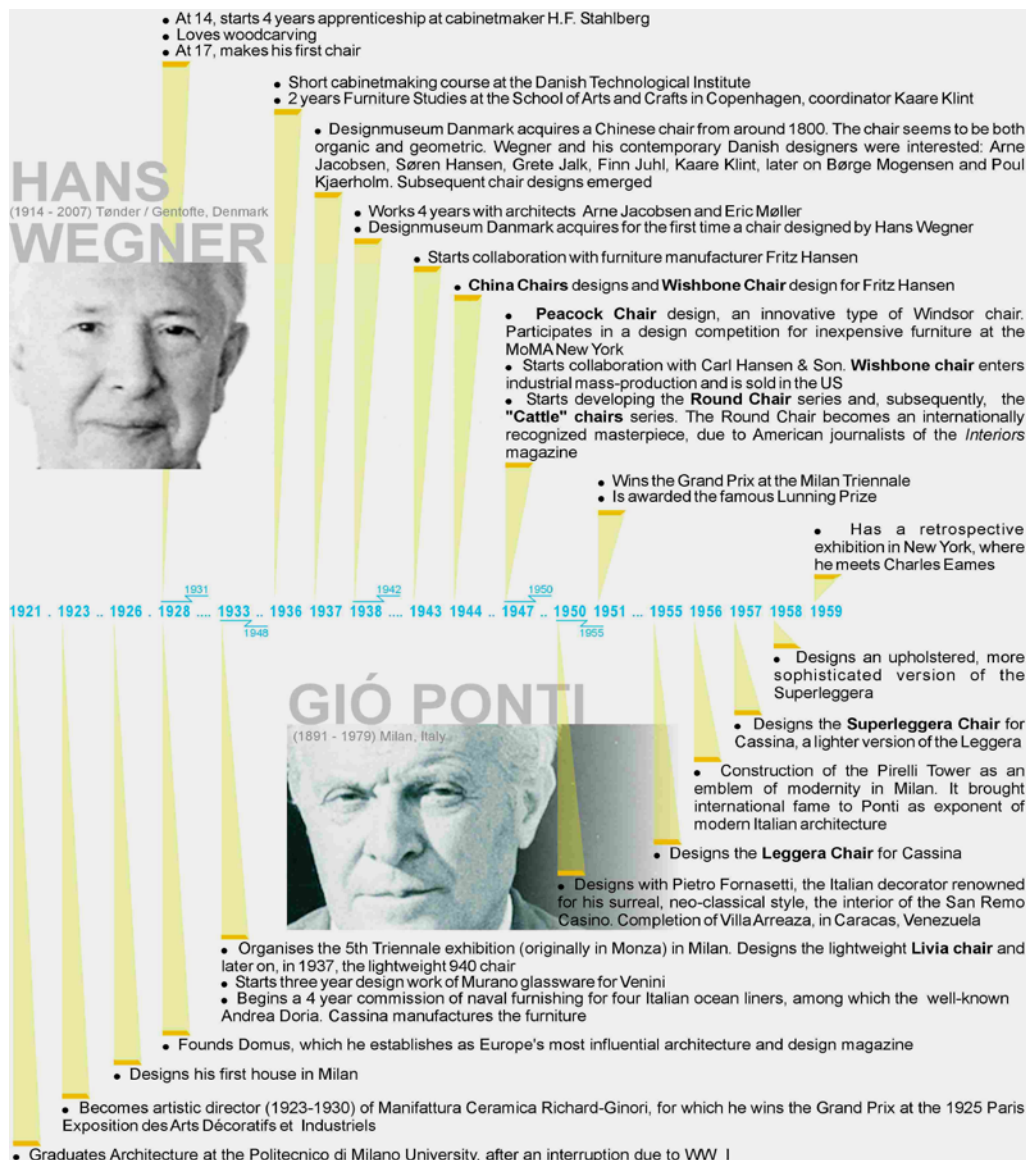 • At 14, starts 4 years apprenticeship at cabinetmaker H.F. Stahlberg
• Loves woodcarving
• At 17, makes his first chair
• Short cabinetmaking course at the Danish Technological Institute
• 2 years Furniture Studies at the School of Arts and Crafts in Copenhagen, coordinator Kaare Klint
• Designmuseum Danmark acquires a Chinese chair from around 1800. The chair seems to be both
organic and geometric. Wegner and his contemporary Danish designers were interested: Arne
Jacobsen, Søren Hansen, Grete Jalk, Finn Juhl, Kaare Klint, later on Børge Mogensen and Poul
Kjaerholm. Subsequent chair designs emerged
HANS
(1914 - 2007) Tønder / Gentofte, Denmark
WEGNER
• Works 4 years with architects Arne Jacobsen and Eric Møller
• Designmuseum Danmark acquires for the first time a chair designed by Hans Wegner
• Starts collaboration with furniture manufacturer Fritz Hansen
• China Chairs designs and Wishbone Chair design for Fritz Hansen
• Peacock Chair design, an innovative type of Windsor chair.
Participates in a design competition for inexpensive furniture at the
MoMA New York
• Starts collaboration with Carl Hansen & Son. Wishbone chair enters
industrial mass-production and is sold in the US
• Starts developing the Round Chair series and, subsequently, the
"Cattle" chairs series. The Round Chair becomes an internationally
recognized masterpiece, due to American journalists of the Interiors
magazine
• Wins the Grand Prix at the Milan Triennale
• Is awarded the famous Lunning Prize
• Has a retrospective
exhibition in New York, where
he meets Charles Eames
1931 1942 1950
1921 . 1923 .. 1926 . 1928 .... 1933 .. 1936 1937 1938 .... 1943 1944 .. 1947 .. 1950 1951 ... 1955 1956 1957 1958 1959
1948 1955
• Designs an upholstered, more
sophisticated version of the
Superleggera
GIÓ PONTI
(1891 - 1979) Milan, Italy
• Designs the Superleggera Chair for
Cassina, a lighter version of the Leggera
• Construction of the Pirelli Tower as an
emblem of modernity in Milan. It brought
international fame to Ponti as exponent of
modern Italian architecture
• Designs the Leggera Chair for Cassina
• Designs with Pietro Fornasetti, the Italian decorator renowned
for his surreal, neo-classical style, the interior of the San Remo
Casino. Completion of Villa Arreaza, in Caracas, Venezuela
• Organises the 5th Triennale exhibition (originally in Monza) in Milan. Designs the lightweight Livia chair and
later on, in 1937, the lightweight 940 chair
• Starts three year design work of Murano glassware for Venini
• Begins a 4 year commission of naval furnishing for four Italian ocean liners, among which the well-known
Andrea Doria. Cassina manufactures the furniture
• Founds Domus, which he establishes as Europe's most influential architecture and design magazine
• Designs his first house in Milan
• Becomes artistic director (1923-1930) of Manifattura Ceramica Richard-Ginori, for which he wins the Grand Prix at the 1925 Paris
Exposition des Arts Décoratifs et Industriels
• Graduates Architecture at the Politecnico di Milano University, after an interruption due to WW I